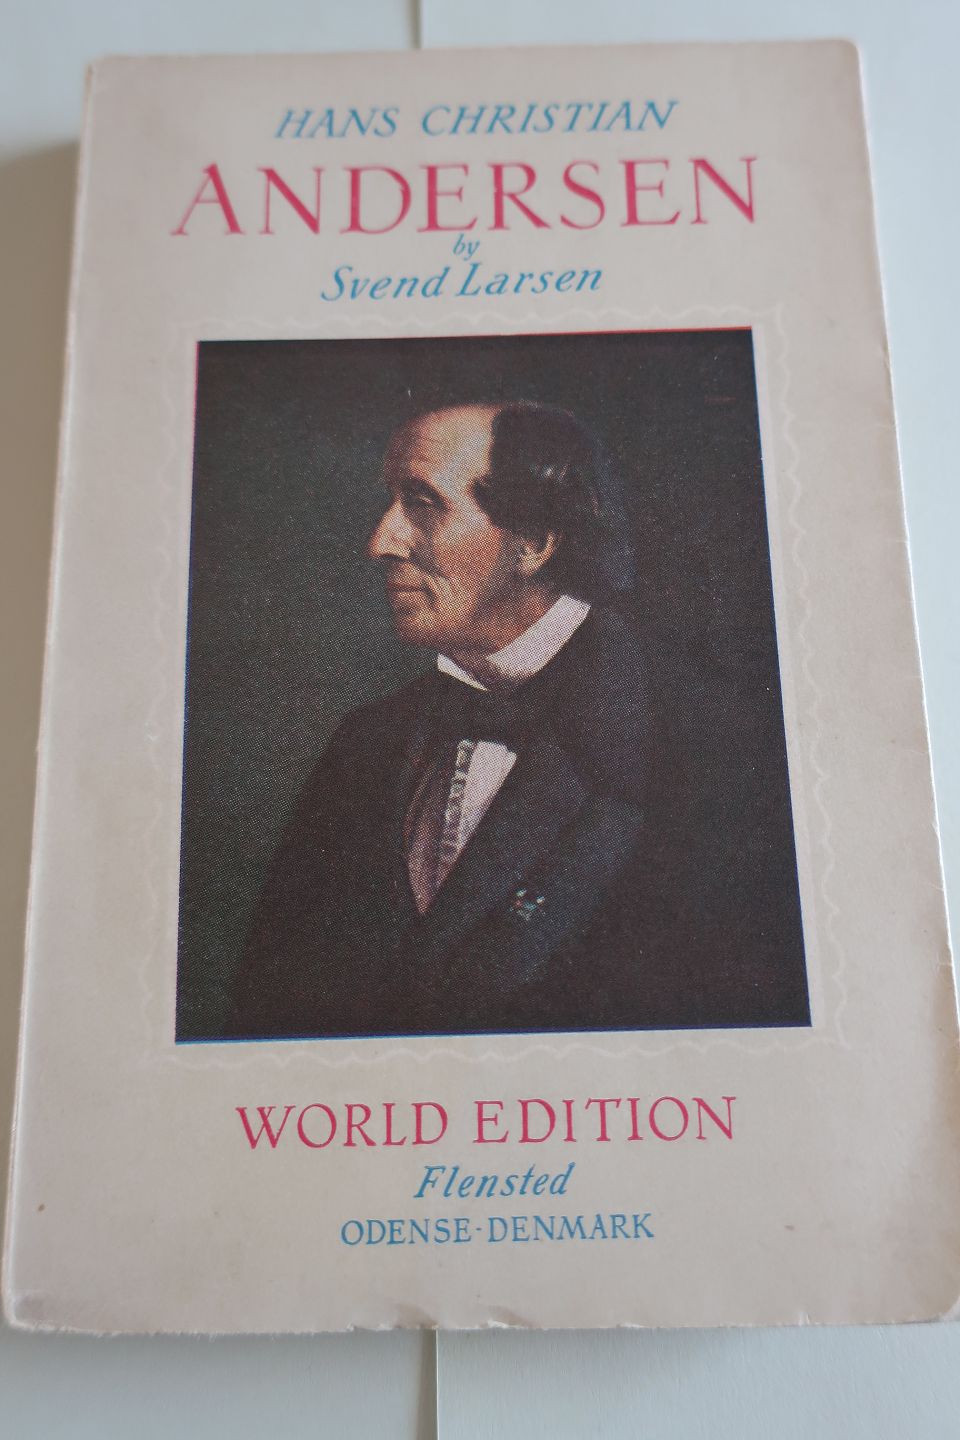 HANS CHRISTIAN
ANDERSEN
by
Svend Larsen
WORLD EDITION
Flensted
ODENSE-DENMARK